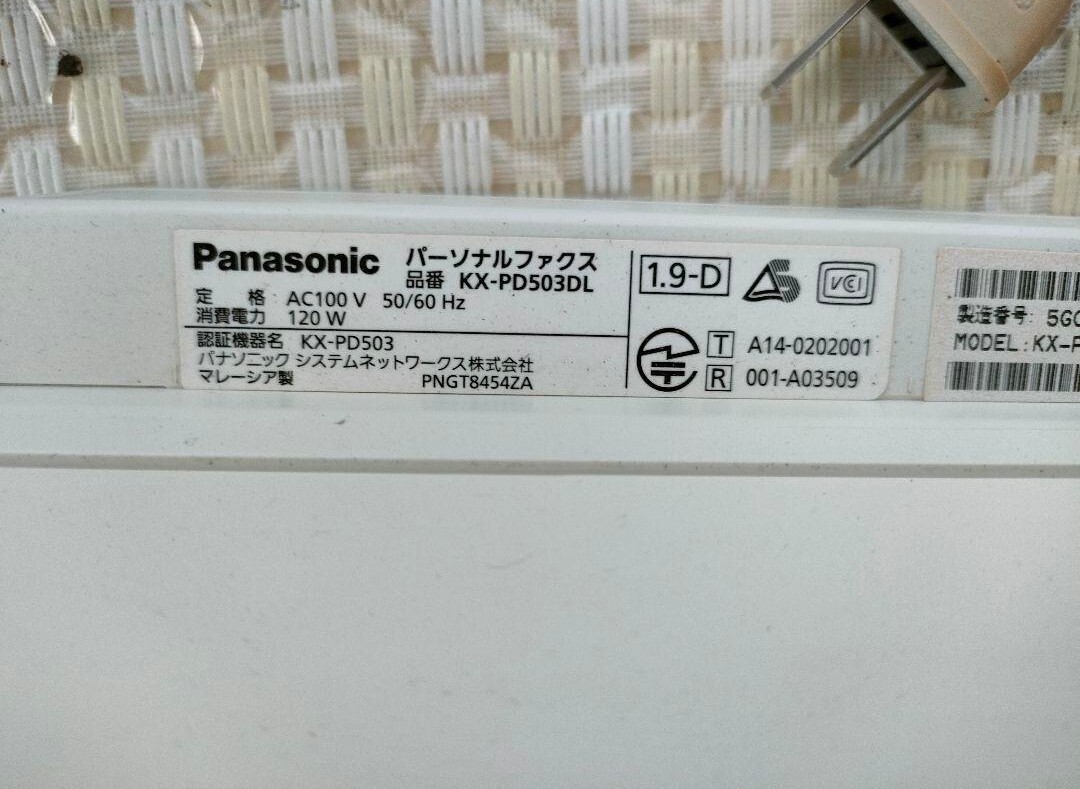 Panasonic パーソナルファクス
品番 KX-PD503DL
定 格 AC100 V 50/60 Hz
消費電力 120 W
認証機器名 KX-PD503
パナソニック システムネットワークス株式会社
マレーシア製 PNGT8454ZA
1.9-D
VCI
T A14-0202001
R 001-A03509
製造番号: 5G
MODEL:KX-P